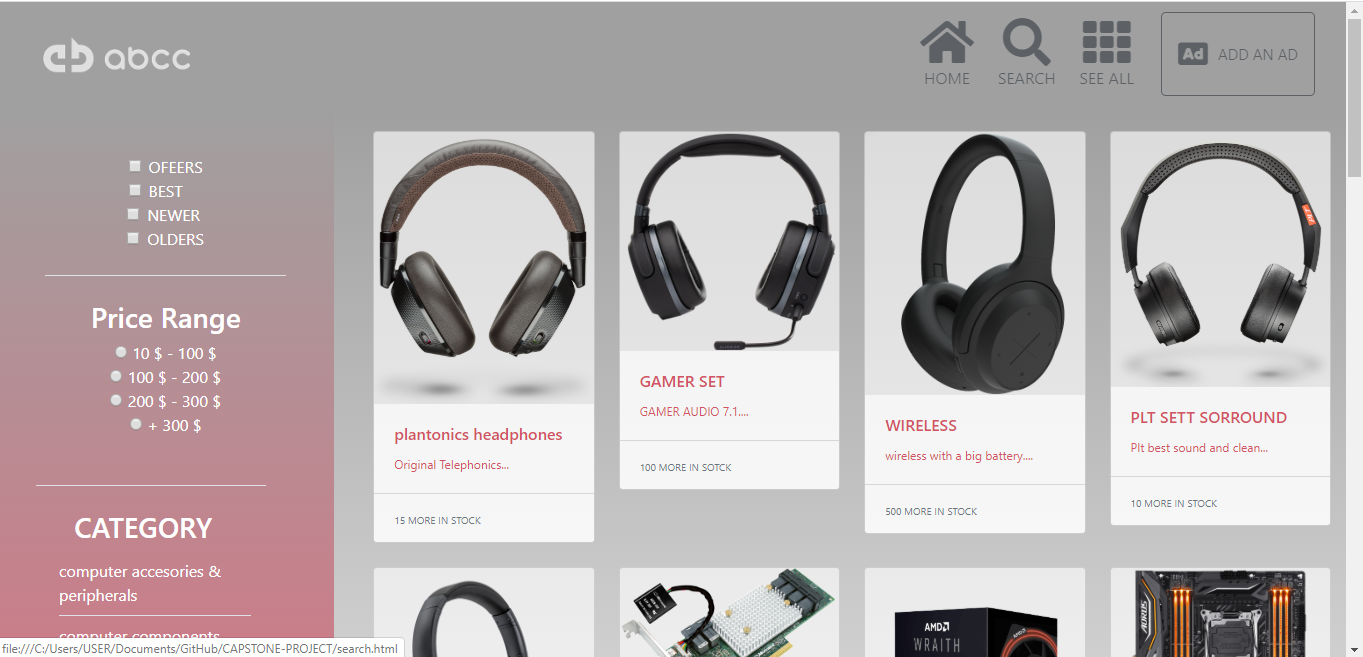 abcc
HOME
SEARCH
SEE ALL
Ad ADD AN AD
OFEERS
BEST
NEWER
OLDERS
Price Range
10 $ - 100 $
100 $ - 200 $
200 $ - 300 $
+ 300 $
CATEGORY
computer accesories &
peripherals
computer components
plantonics headphones
Original Telephonics...
15 MORE IN STOCK
GAMER SET
GAMER AUDIO 7.1....
100 MORE IN SOTCK
WIRELESS
wireless with a big battery....
500 MORE IN STOCK
PLT SETT SORROUND
Plt best sound and clean...
10 MORE IN STOCK
AMD
WRAITH
AORUS
file:///C:/Users/USER/Documents/GitHub/CAPSTONE-PROJECT/search.html